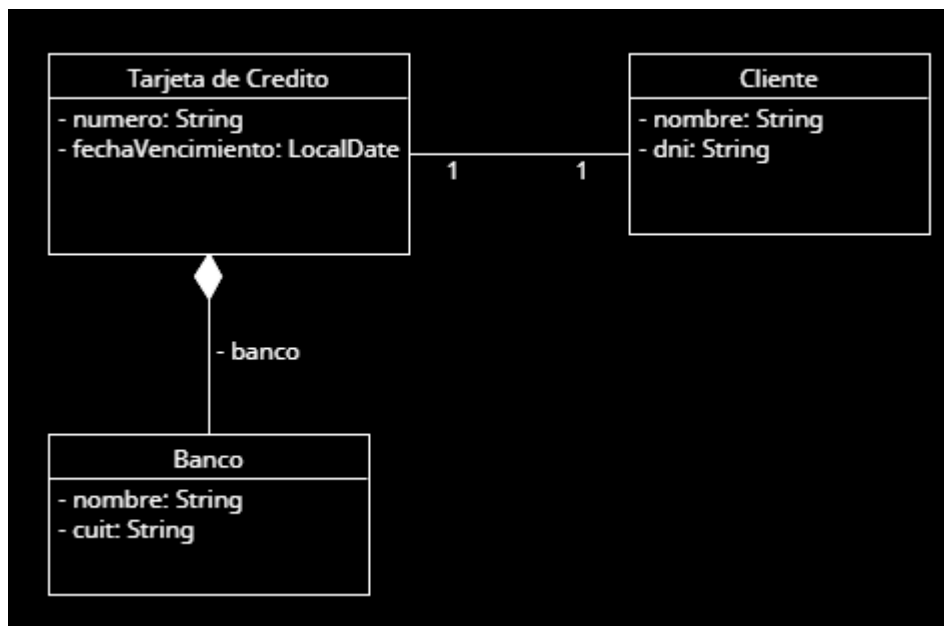 Tarjeta de Credito
- numero: String
- fechaVencimiento: LocalDate
Cliente
- nombre: String
- dni: String
1
1
- banco
Banco
- nombre: String
- cuit: String